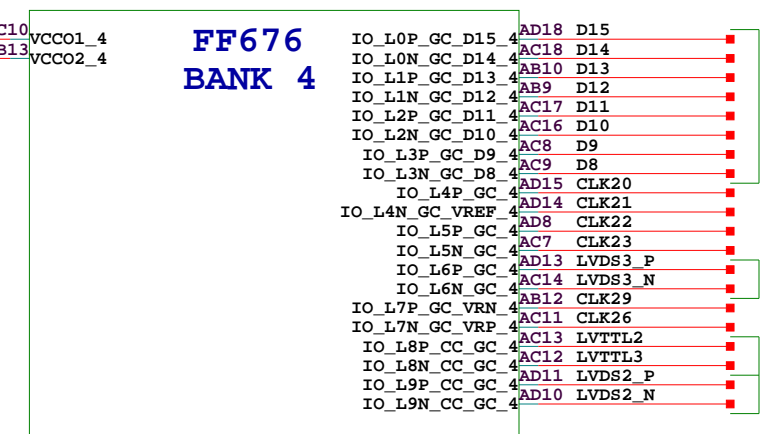 C10 VCCO1_4
B13 VCCO2_4
FF676
BANK 4
IO_L0P_GC_D15_4 AD18 D15
IO_L0N_GC_D14_4 AC18 D14
IO_L1P_GC_D13_4 AB10 D13
IO_L1N_GC_D12_4 AB9 D12
IO_L2P_GC_D11_4 AC17 D11
IO_L2N_GC_D10_4 AC16 D10
IO_L3P_GC_D9_4 AC8 D9
IO_L3N_GC_D8_4 AC9 D8
IO_L4P_GC_4 AD15 CLK20
IO_L4N_GC_VREF_4 AD14 CLK21
IO_L5P_GC_4 AD8 CLK22
IO_L5N_GC_4 AC7 CLK23
IO_L6P_GC_4 AD13 LVDS3_P
IO_L6N_GC_4 AC14 LVDS3_N
IO_L7P_GC_VRN_4 AB12 CLK29
IO_L7N_GC_VRP_4 AC11 CLK26
IO_L8P_CC_GC_4 AC13 LVTTL2
IO_L8N_CC_GC_4 AC12 LVTTL3
IO_L9P_CC_GC_4 AD11 LVDS2_P
IO_L9N_CC_GC_4 AD10 LVDS2_N